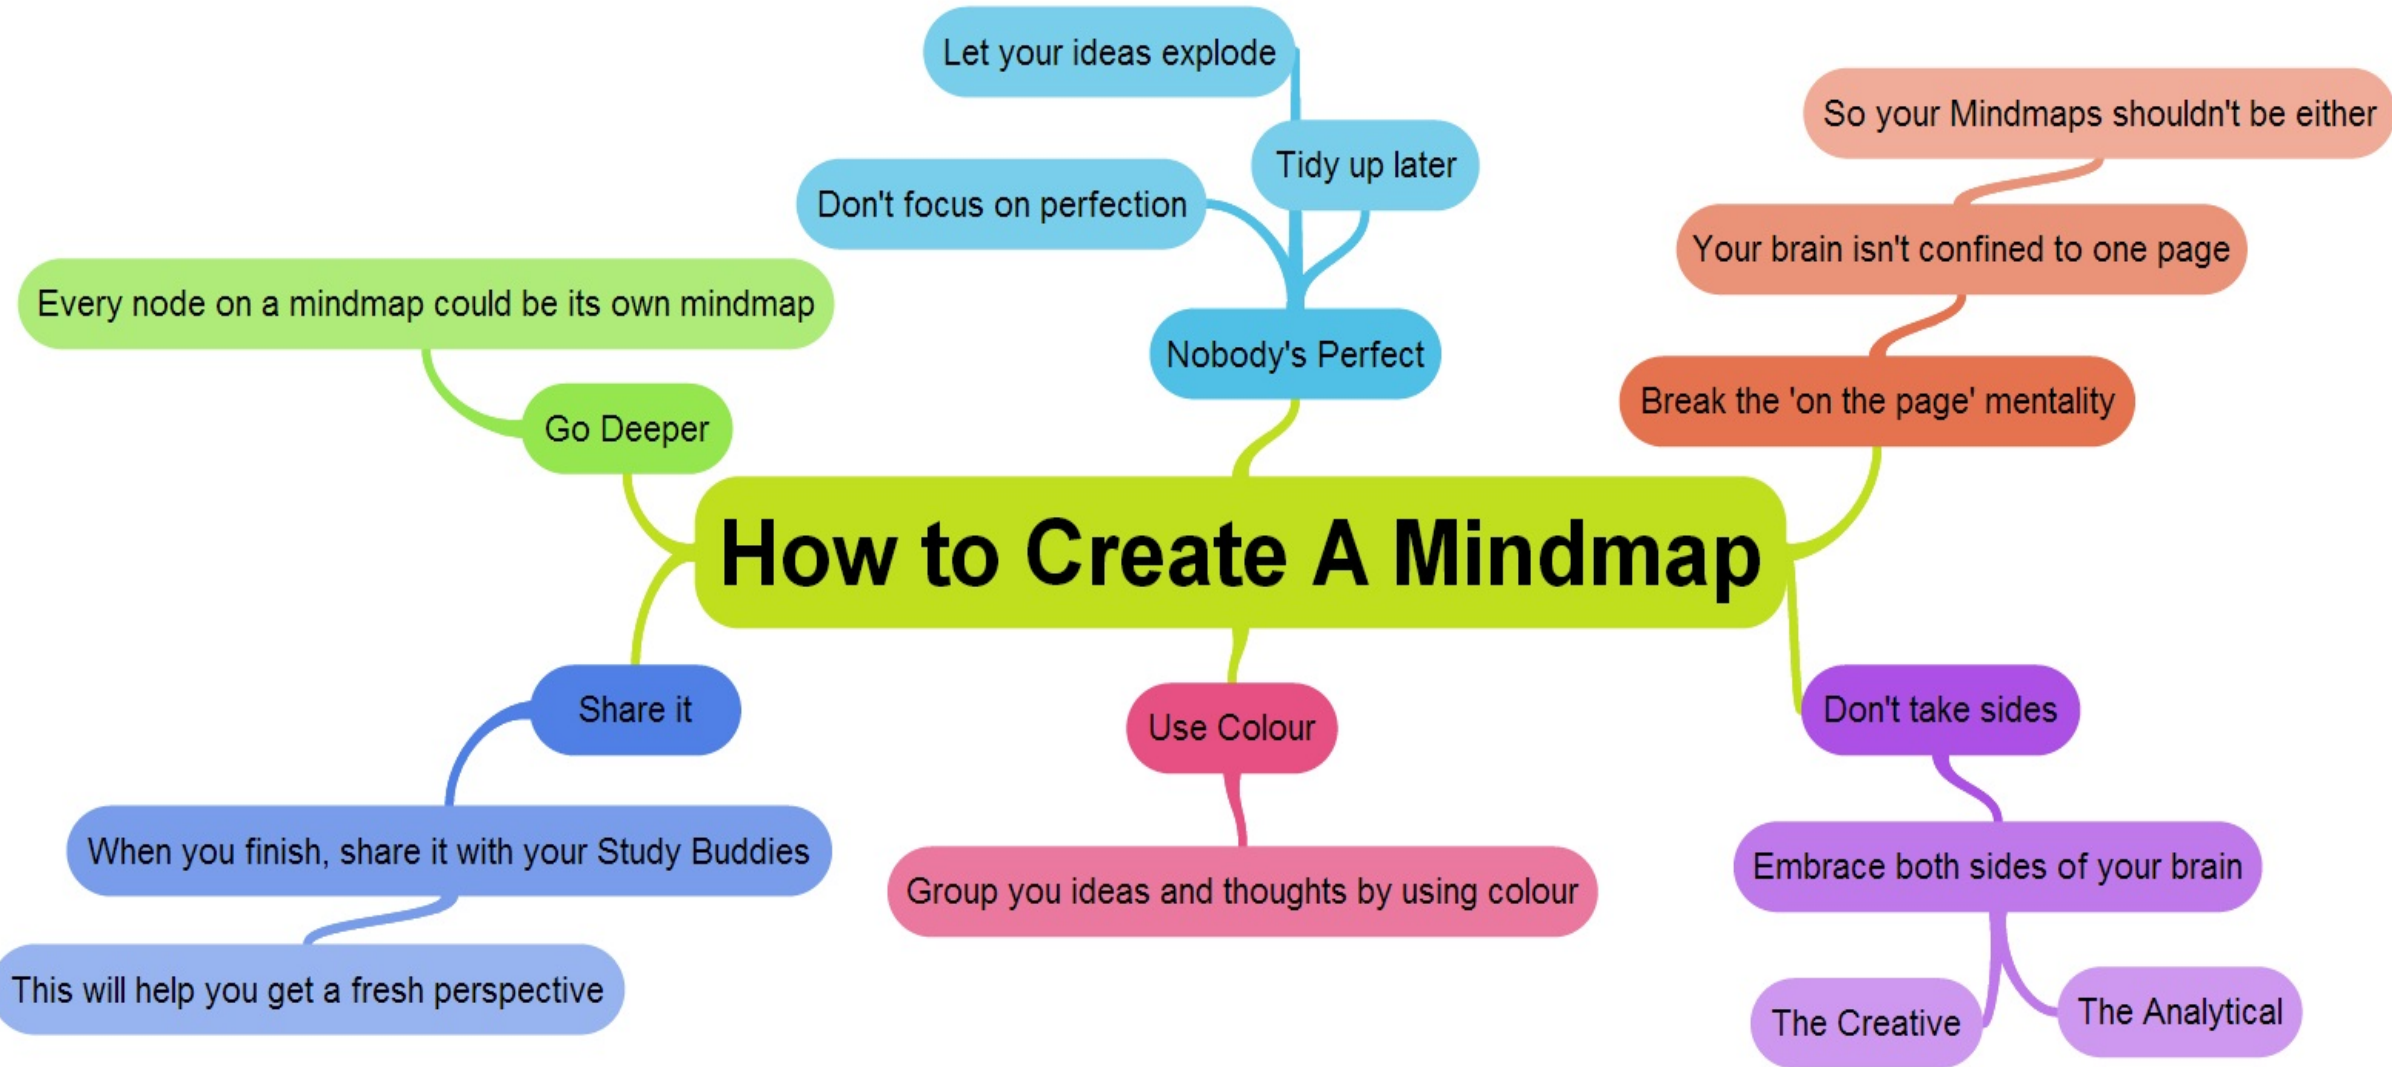 Let your ideas explode
Tidy up later
Don't focus on perfection
Nobody's Perfect
So your Mindmaps shouldn't be either
Your brain isn't confined to one page
Break the 'on the page' mentality
Every node on a mindmap could be its own mindmap
Go Deeper
How to Create A Mindmap
Share it
When you finish, share it with your Study Buddies
This will help you get a fresh perspective
Use Colour
Group you ideas and thoughts by using colour
Don't take sides
Embrace both sides of your brain
The Creative
The Analytical